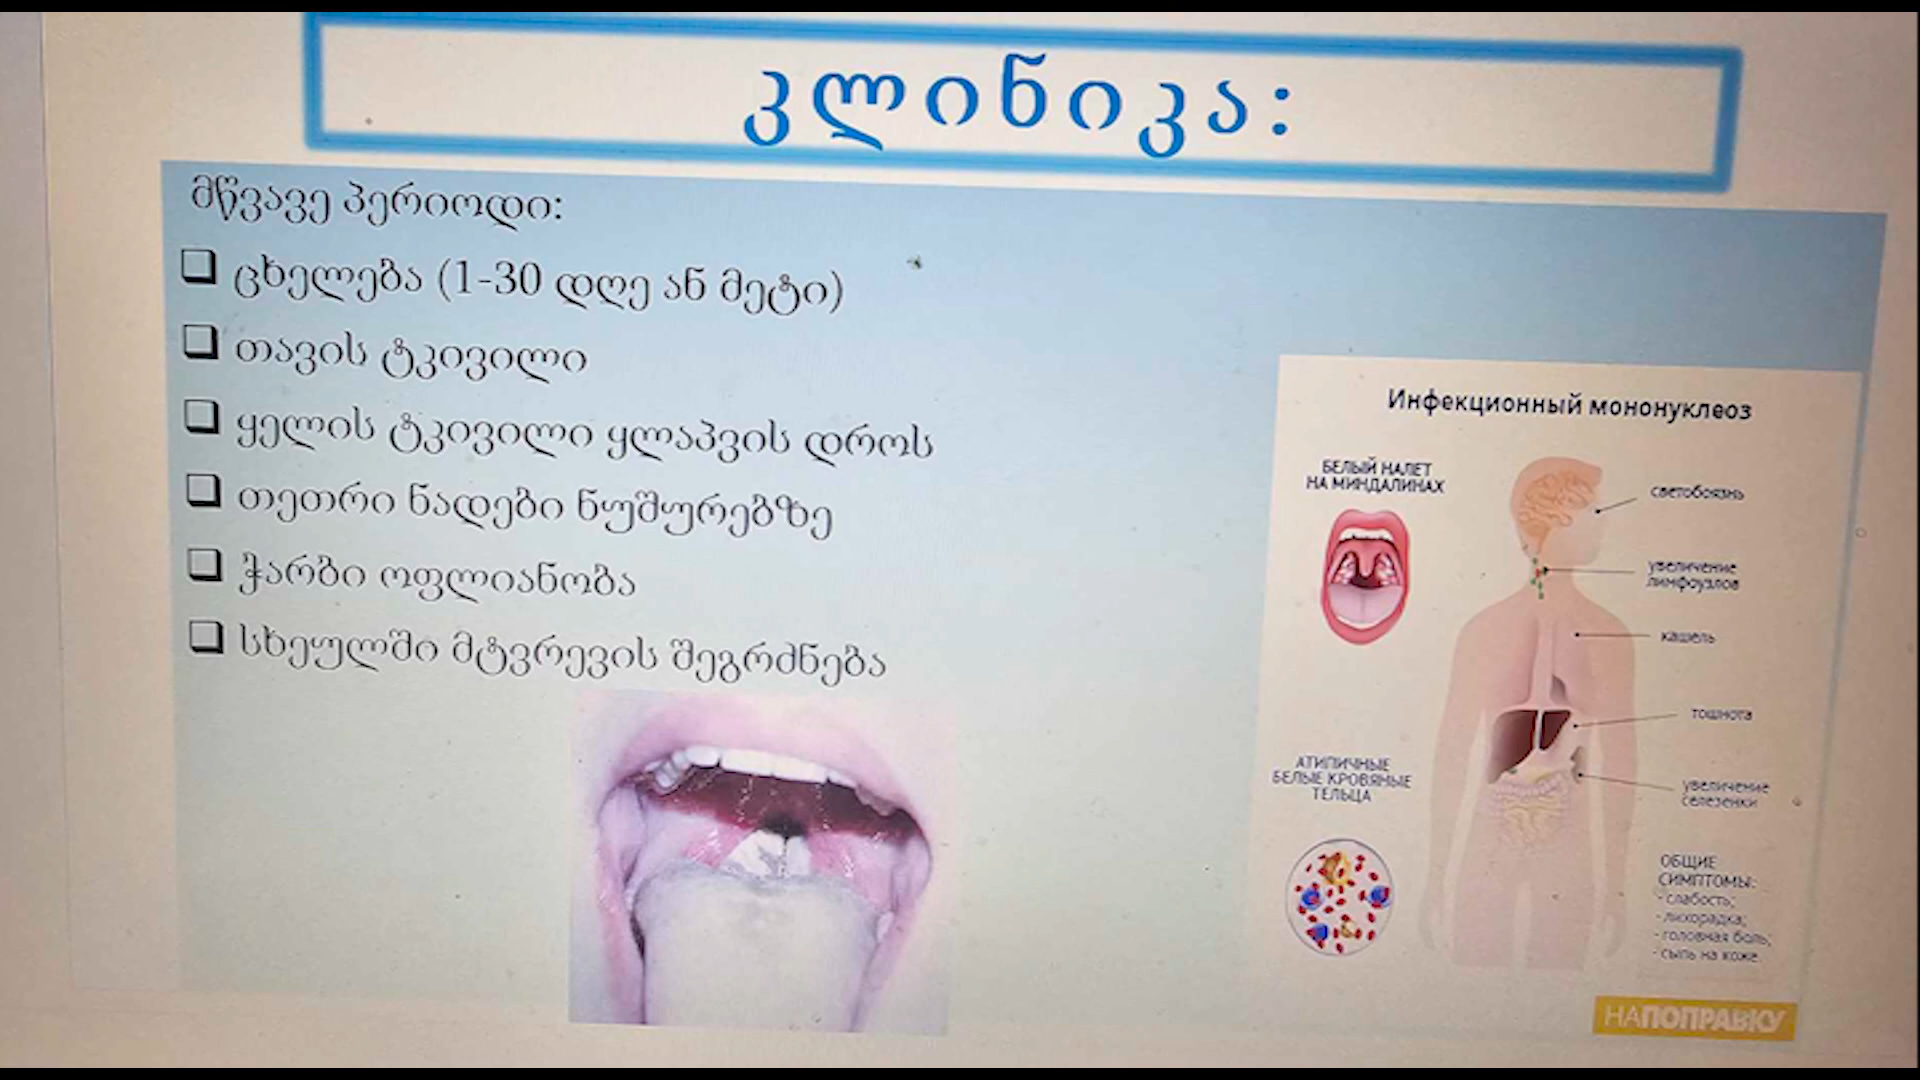 კლინიკა:
მწვავე პერიოდი:
ცხელება (1-30 დღე ან მეტი)
თავის ტკივილი
ყელის ტკივილი ყლაპვის დროს
თეთრი ნადები ნუშურებზე
ჭარბი ოფლიანობა
სხეულში მტვრევის შეგრძნება
Инфекционный мононуклеоз
БЕЛЫЙ НАЛЕТ
НА МИНДАЛИНАХ
светобоязнь
увеличение
лимфоузлов
кашель
тошнота
увеличение
селезенки
АТИПИЧНЫЕ
БЕЛЫЕ КРОВЯНЫЕ
ТЕЛЬЦА
ОБЩИЕ
СИМПТОМЫ:
- слабость;
- лихорадка;
- головная боль;
- сыпь на коже.
НАПОПРАВКУ